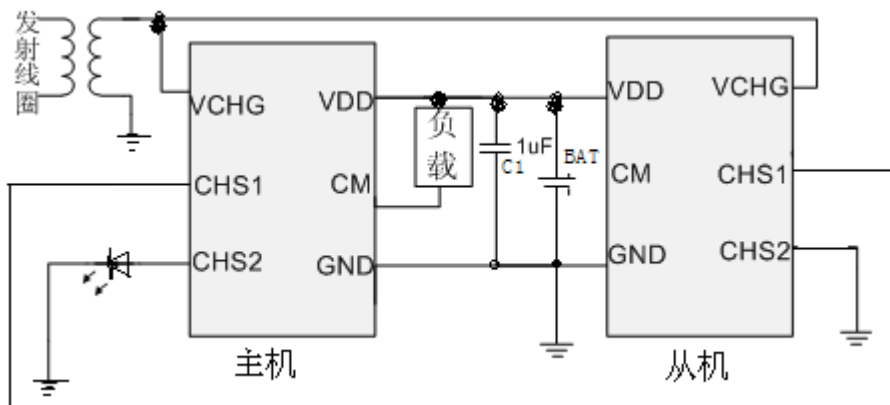 发射线圈
VCHG
VDD
CHS1
CM
CHS2
GND
主机
负载
1uF
C1
BAT
VDD
VCHG
CM
CHS1
GND
CHS2
从机